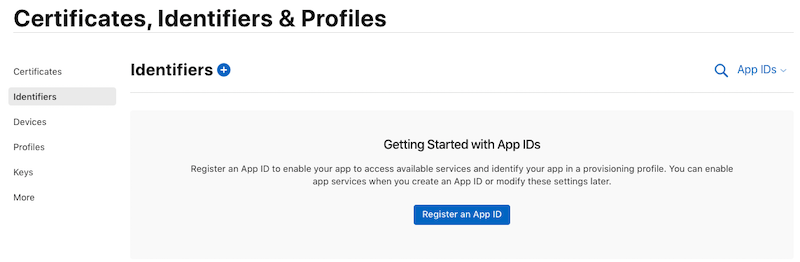 Certificates, Identifiers & Profiles
Certificates
Identifiers
Devices
Profiles
Keys
More
Identifiers
App IDs
Getting Started with App IDs
Register an App ID to enable your app to access available services and identify your app in a provisioning profile. You can enable
app services when you create an App ID or modify these settings later.
Register an App ID